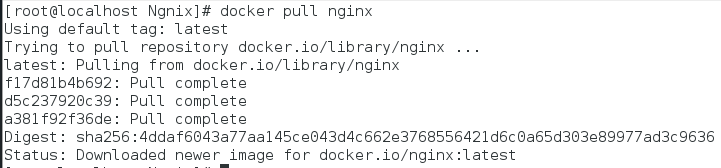 [root@localhost Ngnix]# docker pull nginx
Using default tag: latest
Trying to pull repository docker.io/library/nginx ...
latest: Pulling from docker.io/library/nginx
f17d81b4b692: Pull complete
d5c237920c39: Pull complete
a381f92f36de: Pull complete
Digest: sha256:4ddaf6043a77aa145ce043d4c662e3768556421d6c0a65d303e89977ad3c9636
Status: Downloaded newer image for docker.io/nginx:latest